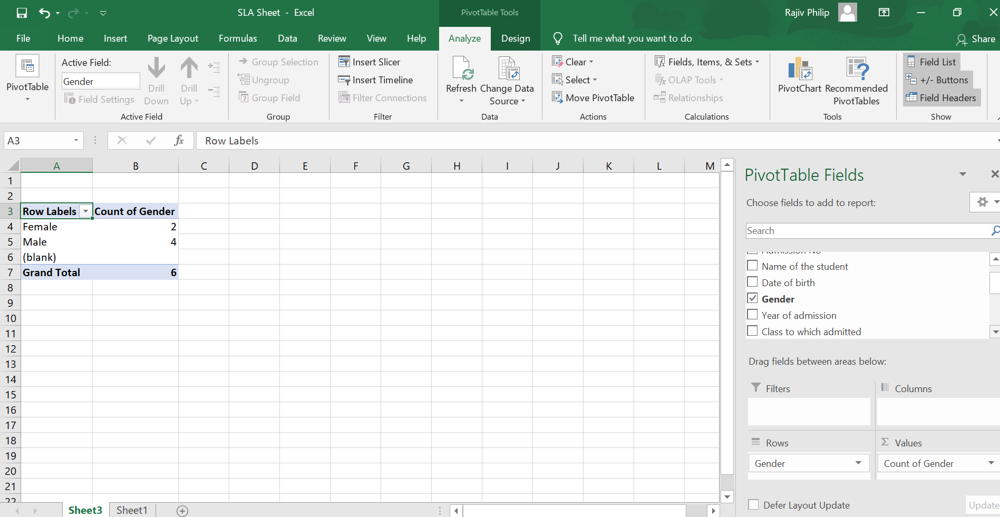 SLA Sheet - Excel
PivotTable Tools
Rajiv Philip
File Home Insert Page Layout Formulas Data Review View Help Analyze Design Tell me what you want to do Share
PivotTable
Active Field:
Gender
Field Settings
Drill Down
Drill Up
Active Field
Group Selection
Ungroup
Group Field
Group
Insert Slicer
Insert Timeline
Filter Connections
Filter
Refresh
Change Data Source
Data
Clear
Select
Move PivotTable
Actions
Fields, Items, & Sets
OLAP Tools
Relationships
Calculations
PivotChart
Recommended PivotTables
Tools
Field List
+/- Buttons
Field Headers
Show
A3
fx
Row Labels
A B C D E F G H I J K L M
1
2
3 Row Labels Count of Gender
4 Female 2
5 Male 4
6 (blank)
7 Grand Total 6
8
9
10
11
12
13
14
15
16
17
18
19
20
21
22
Sheet3 Sheet1
PivotTable Fields
Choose fields to add to report:
Search
Admission No
Name of the student
Date of birth
Gender
Year of admission
Class to which admitted
Drag fields between areas below:
Filters
Columns
Rows
Σ Values
Gender
Count of Gender
Defer Layout Update
Update